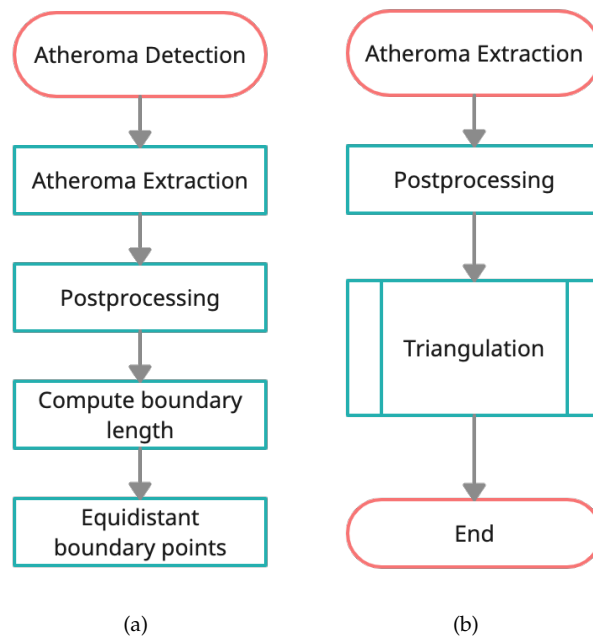 Atheroma Detection
Atheroma Extraction
Postprocessing
Compute boundary
length
Equidistant
boundary points
(a)
Atheroma Extraction
Postprocessing
Triangulation
End
(b)